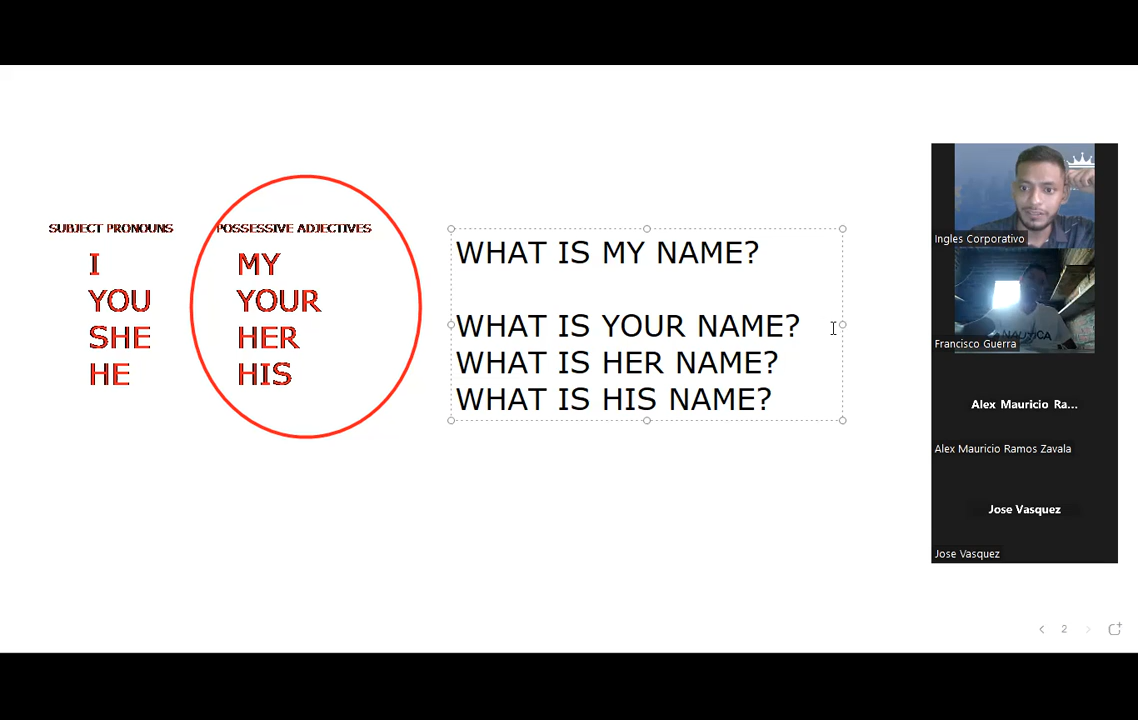 SUBJECT PRONOUNS
I
YOU
SHE
HE
POSSESSIVE ADJECTIVES
MY
YOUR
HER
HIS
WHAT IS MY NAME?
WHAT IS YOUR NAME?
WHAT IS HER NAME?
WHAT IS HIS NAME?
Ingles Corporativo
NAUTICA
Francisco Guerra
Alex Mauricio Ra...
Alex Mauricio Ramos Zavala
Jose Vasquez
Jose Vasquez
2